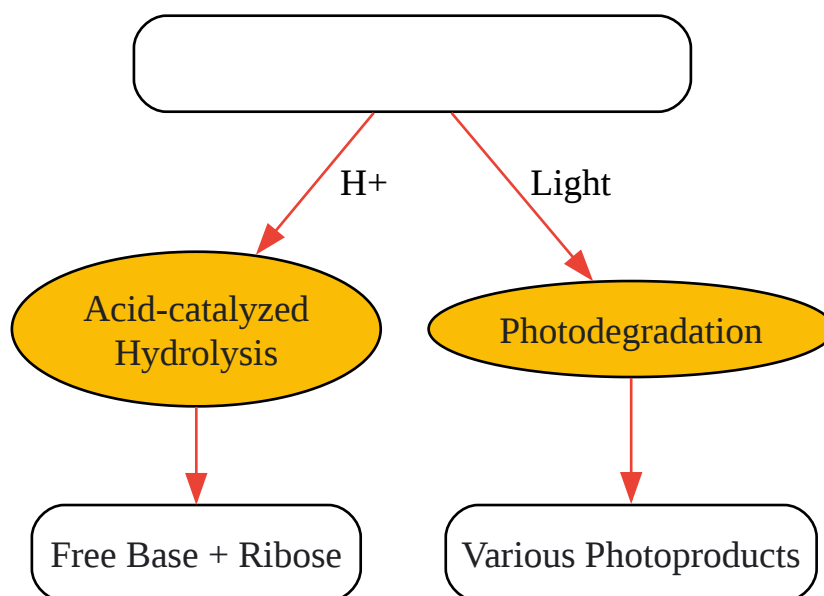 H+
Light
Acid-catalyzed
Hydrolysis
Photodegradation
Free Base + Ribose
Various Photoproducts